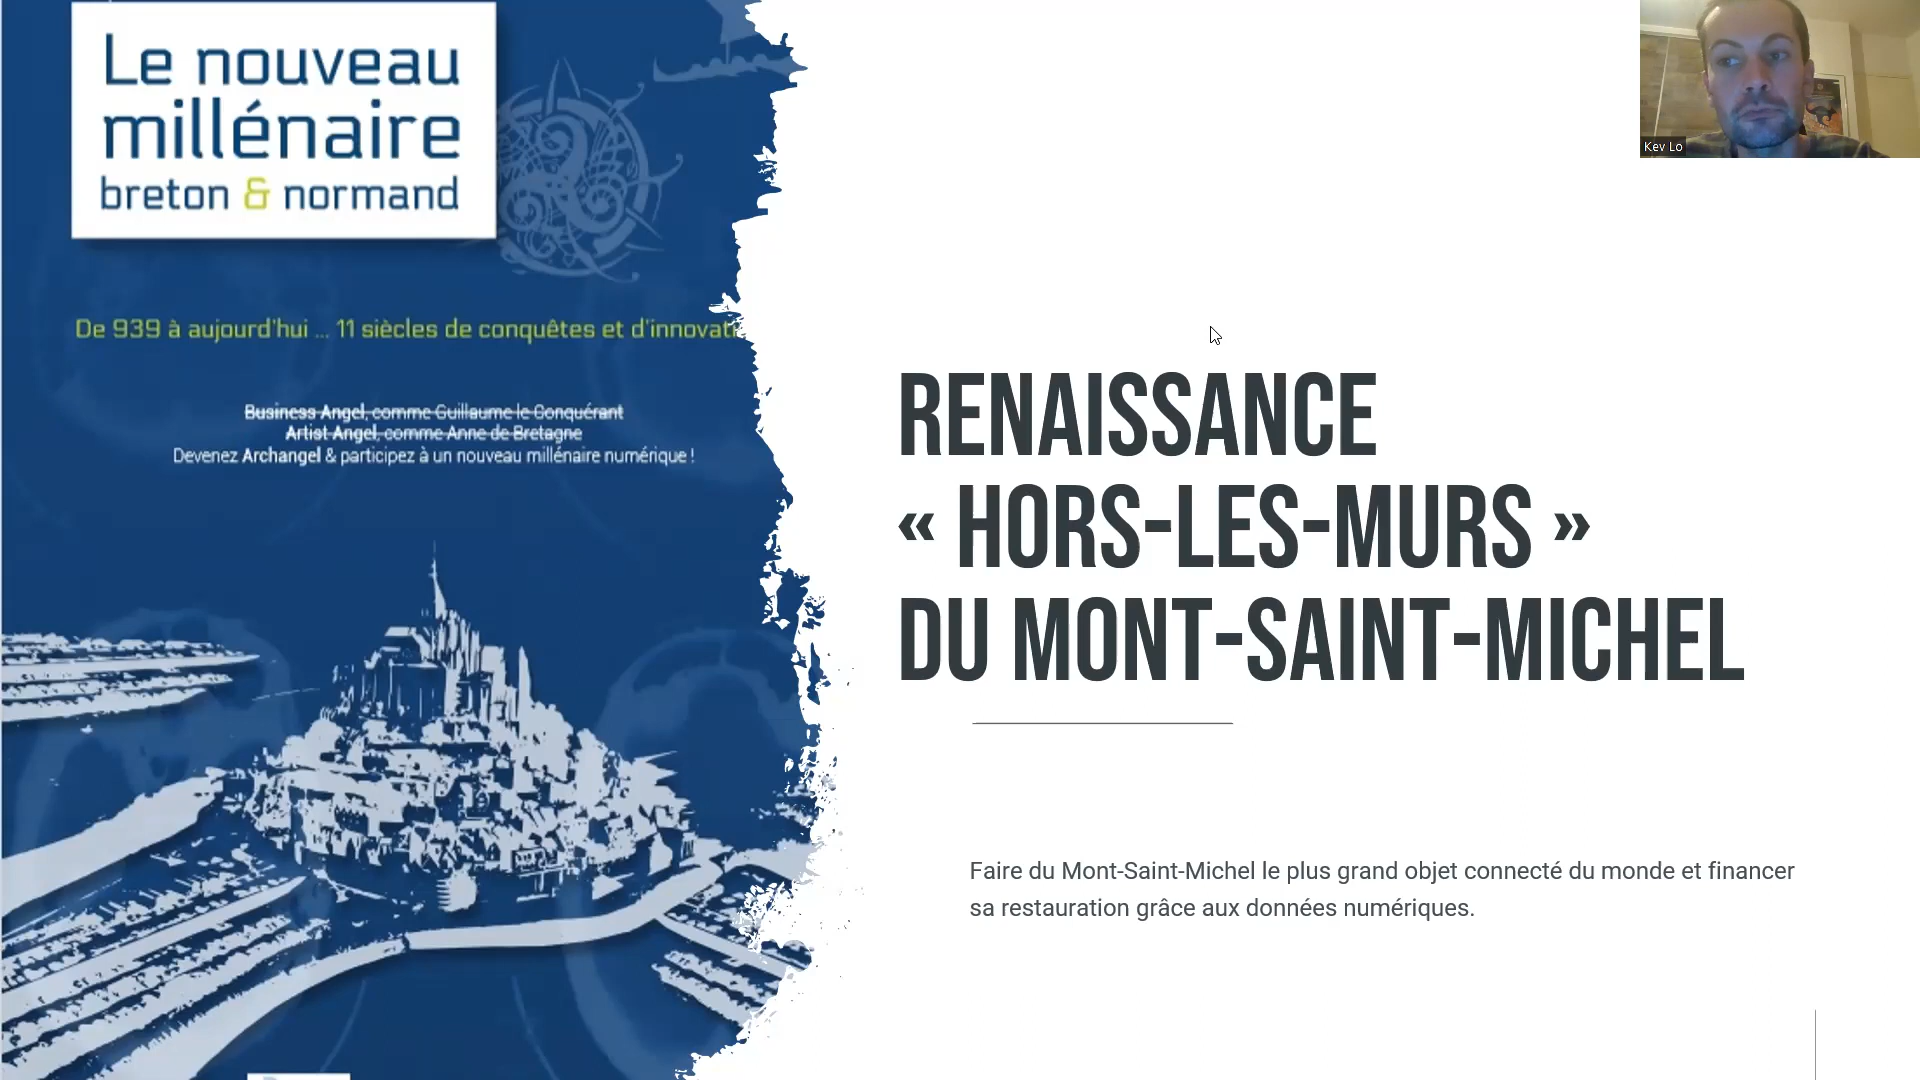 Le nouveau
millénaire
breton & normand
De 939 à aujourd'hui ... 11 siècles de conquêtes et d'innovati
Business Angel, comme Guillaume le Conquérant
Artist Angel, comme Anne de Bretagne
Devenez Archangel & participez à un nouveau millénaire numérique !
RENAISSANCE
« HORS-LES-MURS »
DU MONT-SAINT-MICHEL
Faire du Mont-Saint-Michel le plus grand objet connecté du monde et financer
sa restauration grâce aux données numériques.
Kev Lo